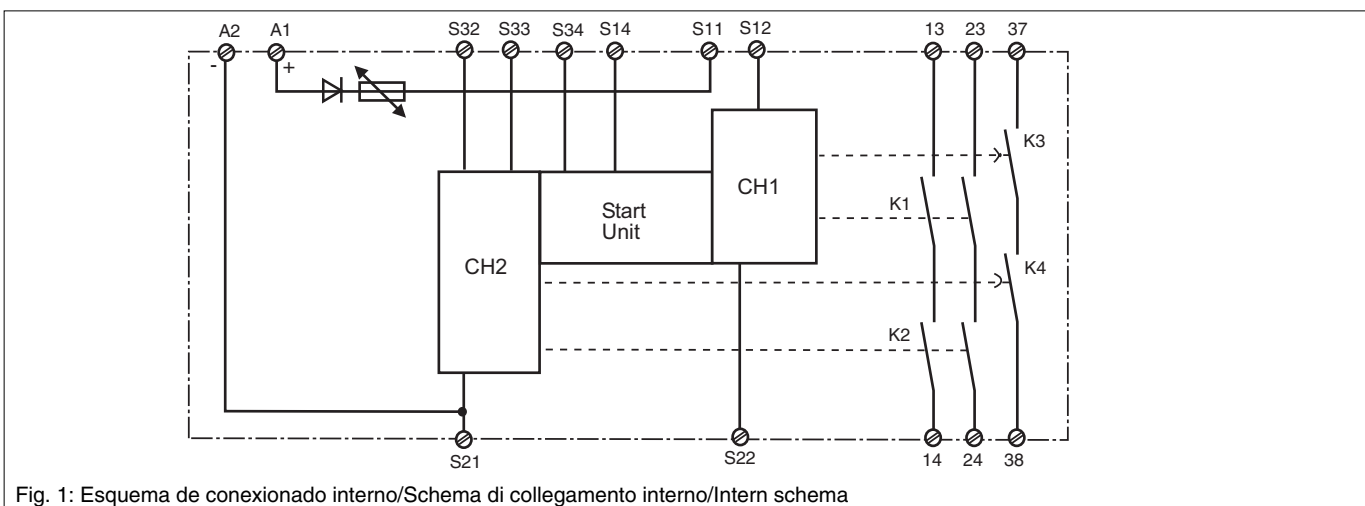 A2 A1 S32 S33 S34 S14 S11 S12 13 23 37
- +
K3
CH1
K1
Start
Unit
CH2
K4
K2
S21 S22 14 24 38
Fig. 1: Esquema de conexionado interno/Schema di collegamento interno/Intern schema